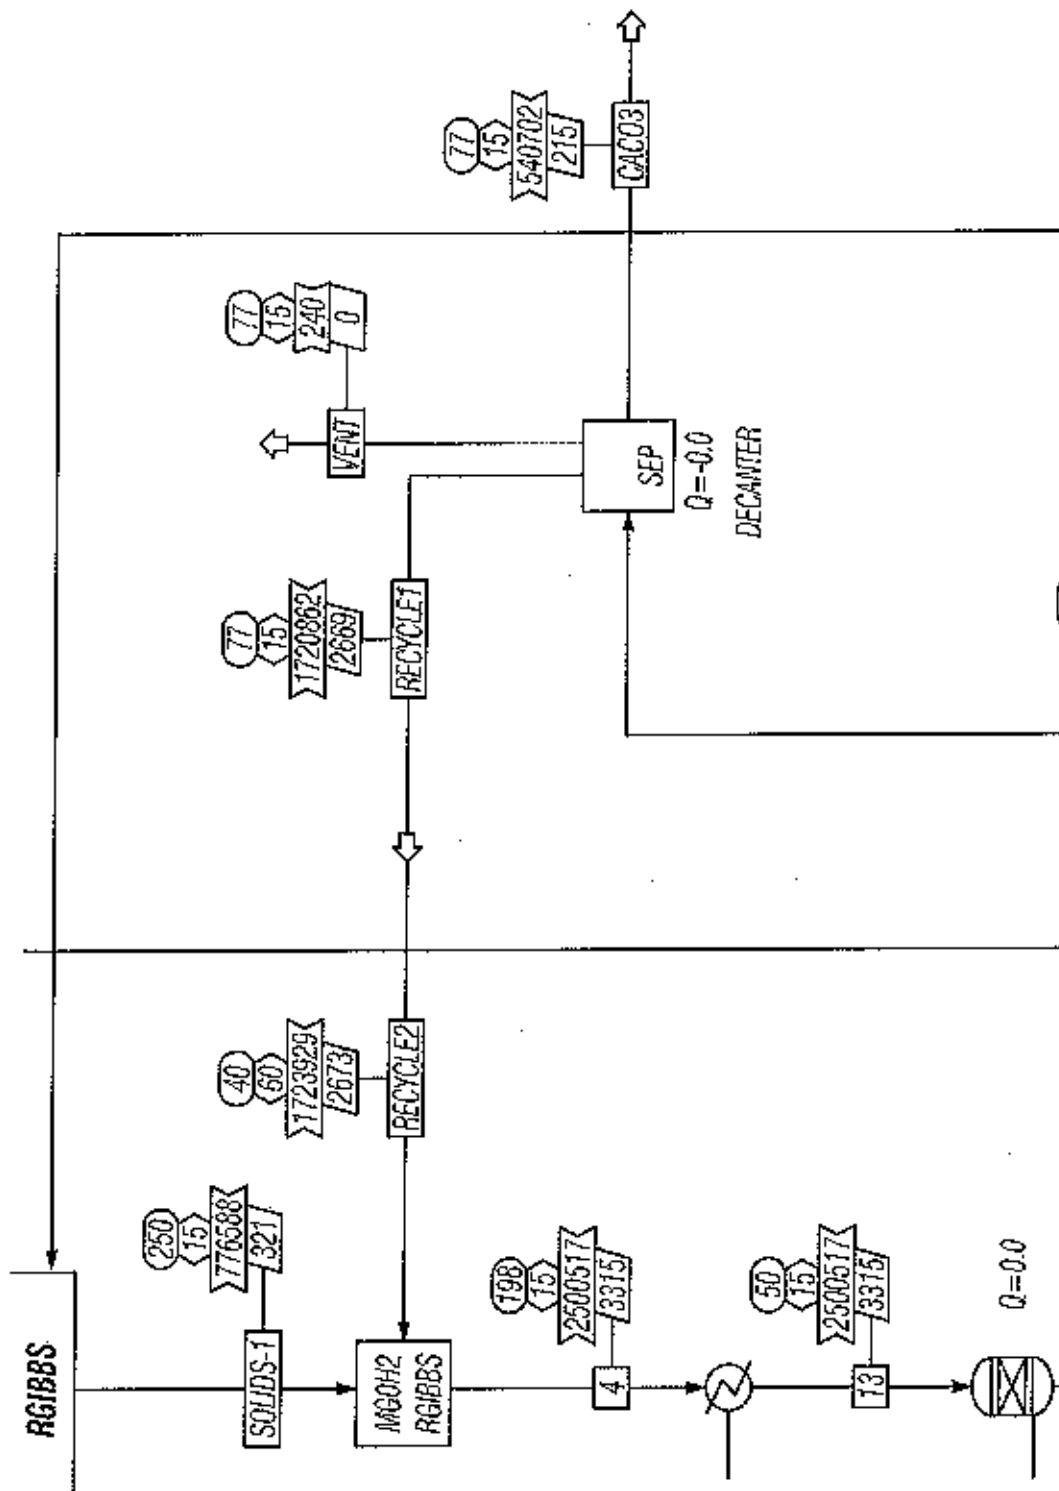 RGIBBS
250
15
776588
321
SOLIDS-1
MGOH2
RGIBBS
40
60
1723929
2673
RECYCLE2
77
15
1720862
2669
RECYCLE1
77
15
240
0
VENT
77
15
540702
215
CACO3
SEP
Q=-0.0
DECANTER
198
15
2500517
3315
4
50
15
2500517
3315
13
Q=0.0